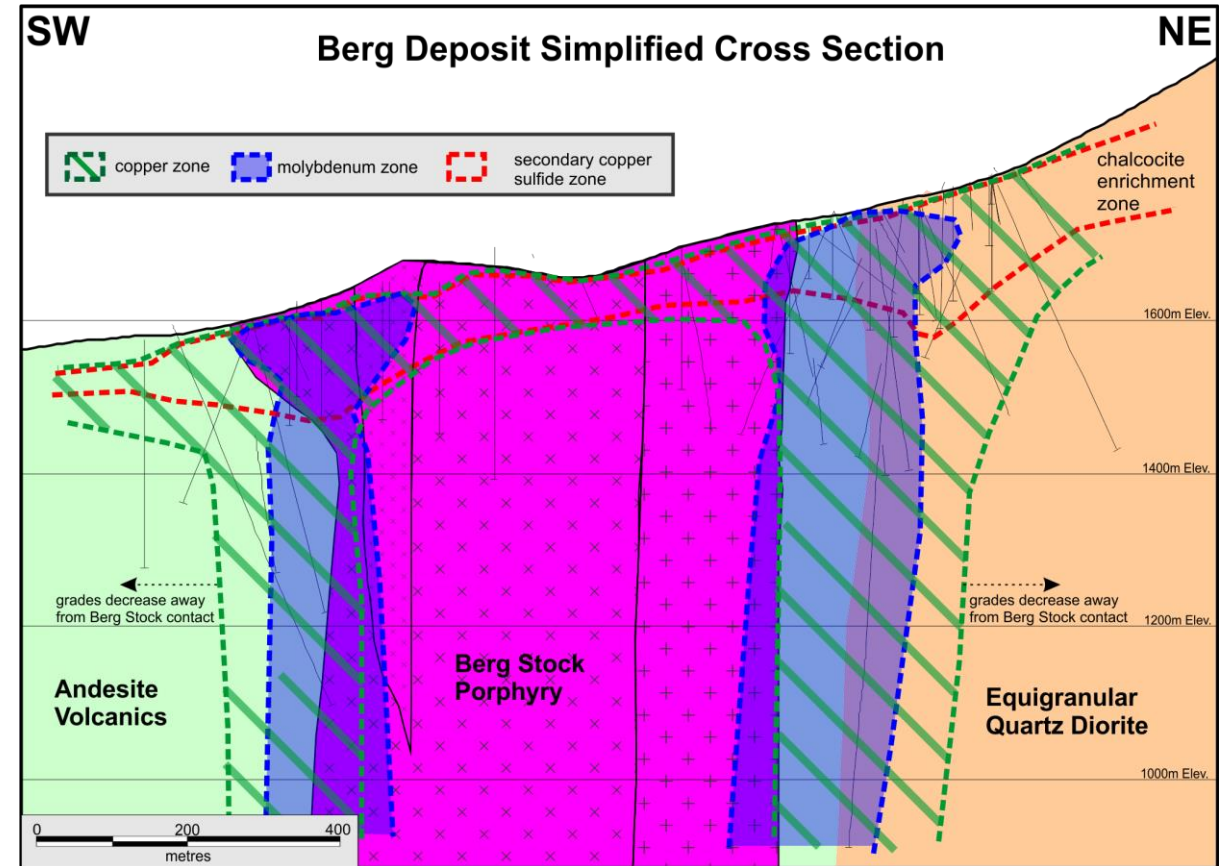 SW
NE
Berg Deposit Simplified Cross Section
copper zone
molybdenum zone
secondary copper
sulfide zone
chalcocite
enrichment
zone
1600m Elev.
1400m Elev.
grades decrease away
from Berg Stock contact
grades decrease away
from Berg Stock contact
1200m Elev.
Berg Stock
Porphyry
Andesite
Volcanics
Equigranular
Quartz Diorite
1000m Elev.
0
200
400
metres